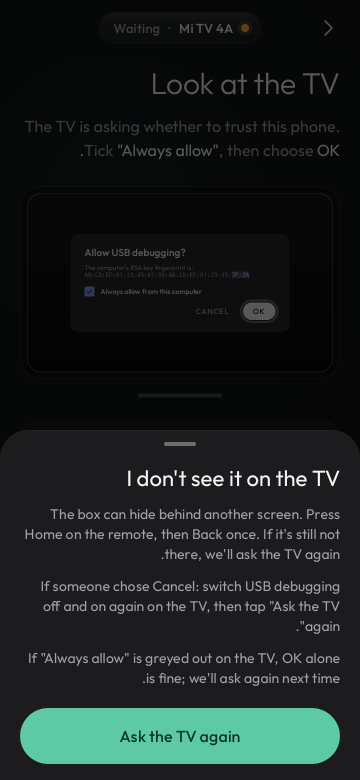 Waiting · Mi TV 4A
Look at the TV
The TV is asking whether to trust this phone.
Tick "Always allow", then choose OK.
Allow USB debugging?
The computer's RSA key fingerprint is:
Always allow from this computer
CANCEL OK
I don't see it on the TV
The box can hide behind another screen. Press
Home on the remote, then Back once. If it's still not
there, we'll ask the TV again.
If someone chose Cancel: switch USB debugging
off and on again on the TV, then tap "Ask the TV
again".
If "Always allow" is greyed out on the TV, OK alone
is fine; we'll ask again next time.
Ask the TV again